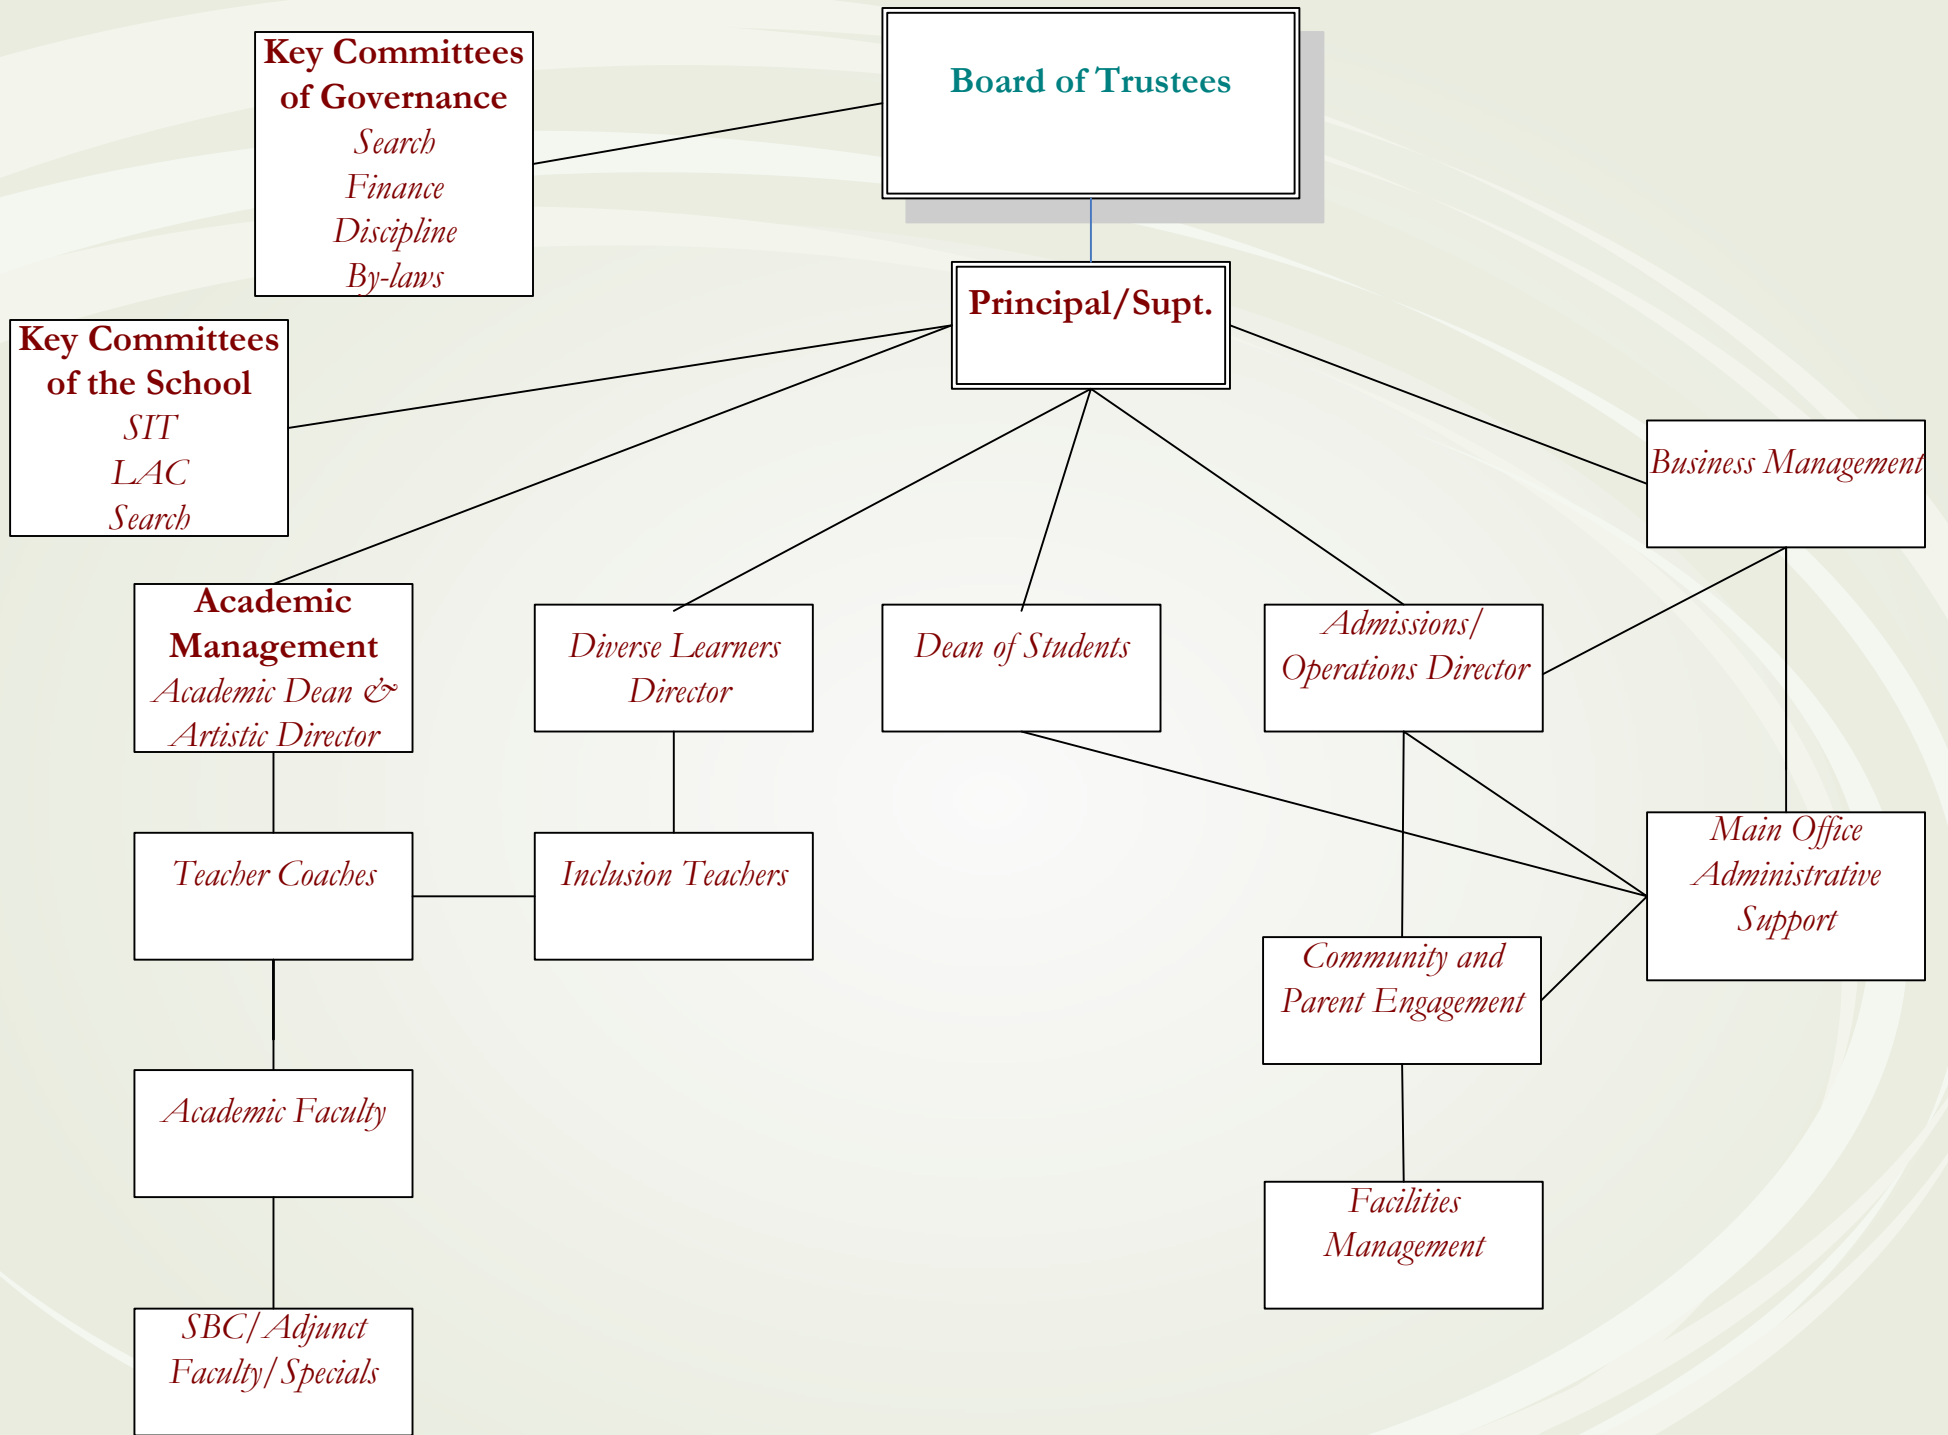 Key Committees
of Governance
Search
Finance
Discipline
By-laws
Board of Trustees
Principal/Supt.
Key Committees
of the School
SIT
LAC
Search
Business Management
Academic
Management
Academic Dean &
Artistic Director
Diverse Learners
Director
Dean of Students
Admissions/
Operations Director
Teacher Coaches
Inclusion Teachers
Main Office
Administrative
Support
Community and
Parent Engagement
Academic Faculty
Facilities
Management
SBC/Adjunct
Faculty/Specials